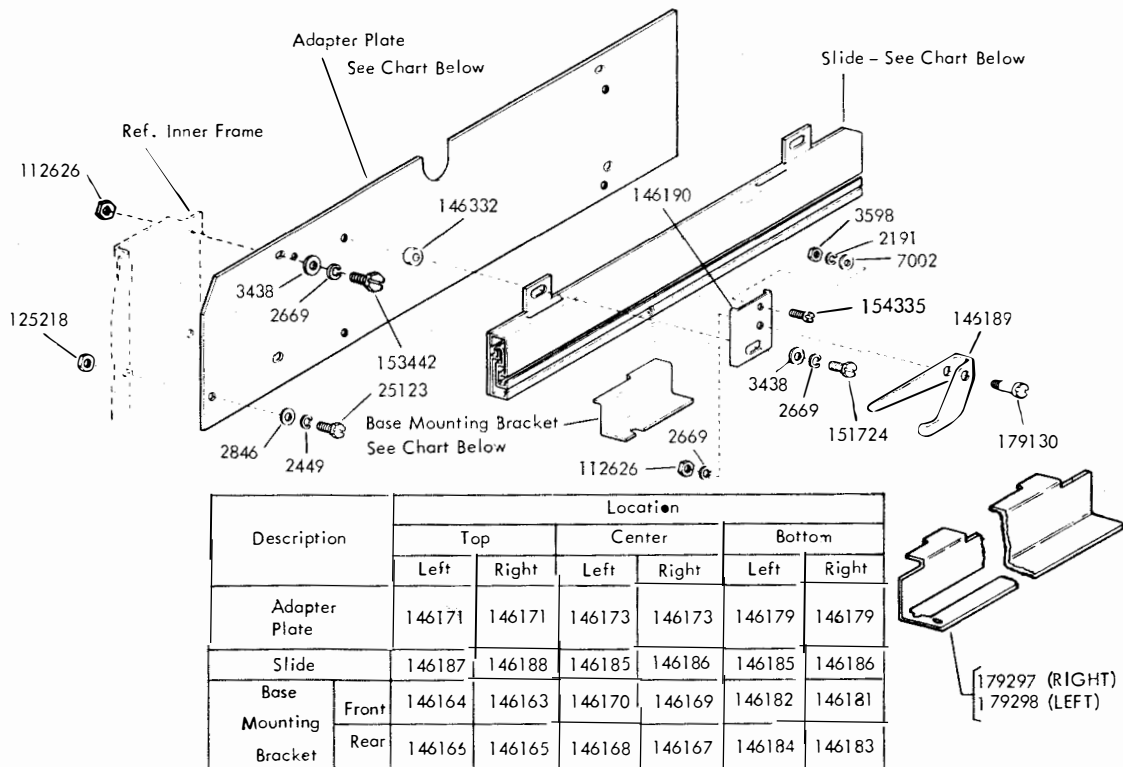 Adapter Plate
See Chart Below
Slide - See Chart Below
Ref. Inner Frame
112626
146332
146190
3598
2191
7002
3438
2669
154335
146189
125218
153442
25123
3438
2669
151724
179130
Base Mounting Bracket
See Chart Below
2846
2449
2669
112626
Description
Location
Top Center Bottom
Left Right Left Right Left Right
Adapter
Plate
146171 146171 146173 146173 146179 146179
Slide 146187 146188 146185 146186 146185 146186
Base
Mounting
Bracket
Front 146164 146163 146170 146169 146182 146181
Rear 146166 146165 146168 146167 146184 146183
179297 (RIGHT)
179298 (LEFT)